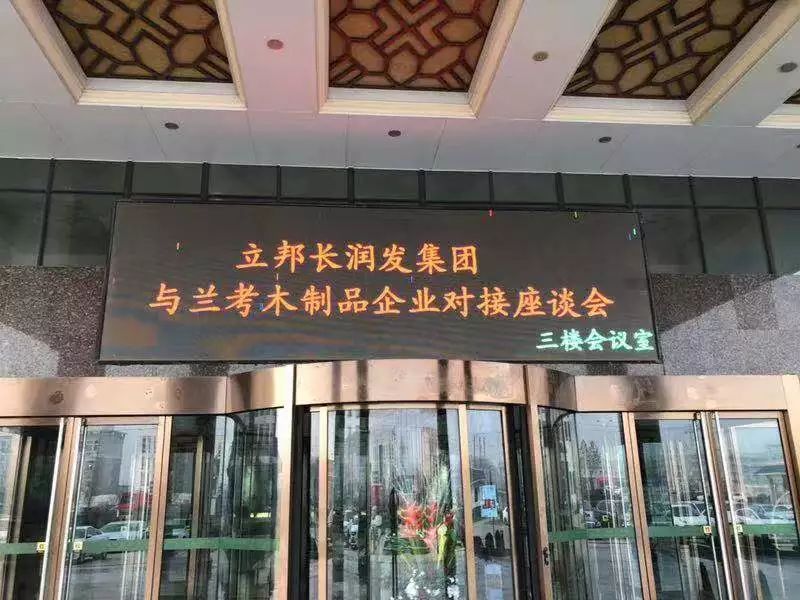 立邦长润发集团
与兰考木制品企业对接座谈会
三楼会议室